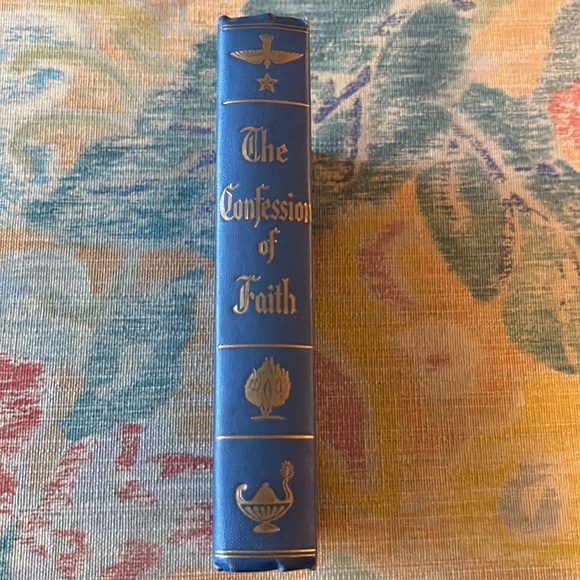 The
Confession
of
Faith